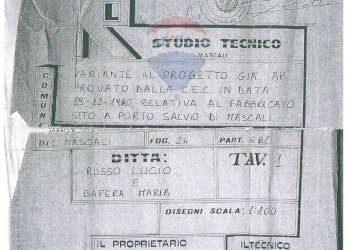 STUDIO TECNICO
MASCALI
VARIANTE AL PROGETTO GIÀ AP
PROVATO DALLA C.E.C. IN DATA
19-12-1980, RELATIVA AL FABBRICATO
SITO A PORTO SALVO DI MASCALI
COMUNE
DI: MASCALI FOG. 24 PART. 681
DITTA: TAV. 1
RUSSO LUCIO
E
BAFERA MARIA
DISEGNI SCALA: 1:100
IL PROPRIETARIO IL TECNICO